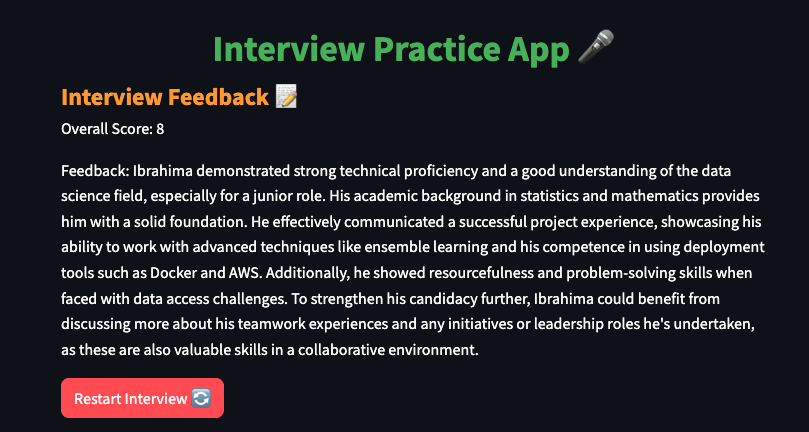 Interview Practice App 🎤
Interview Feedback 📝
Overall Score: 8
Feedback: Ibrahima demonstrated strong technical proficiency and a good understanding of the data
science field, especially for a junior role. His academic background in statistics and mathematics provides
him with a solid foundation. He effectively communicated a successful project experience, showcasing his
ability to work with advanced techniques like ensemble learning and his competence in using deployment
tools such as Docker and AWS. Additionally, he showed resourcefulness and problem-solving skills when
faced with data access challenges. To strengthen his candidacy further, Ibrahima could benefit from
discussing more about his teamwork experiences and any initiatives or leadership roles he's undertaken,
as these are also valuable skills in a collaborative environment.
Restart Interview 🔄